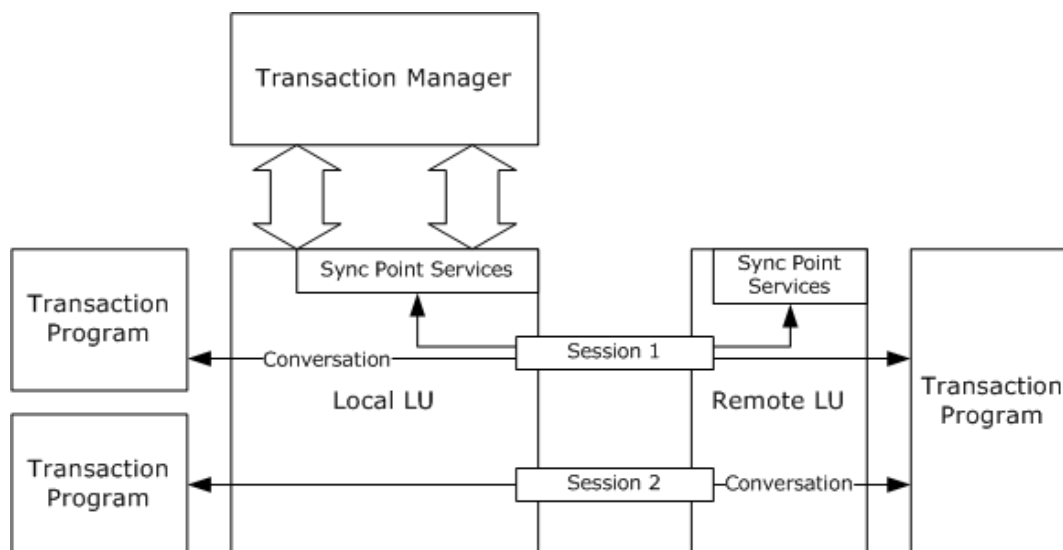 Transaction Manager
Sync Point Services
Sync Point
Services
Transaction
Program
Session 1
Conversation
Transaction
Program
Local LU
Remote LU
Transaction
Program
Session 2
Conversation